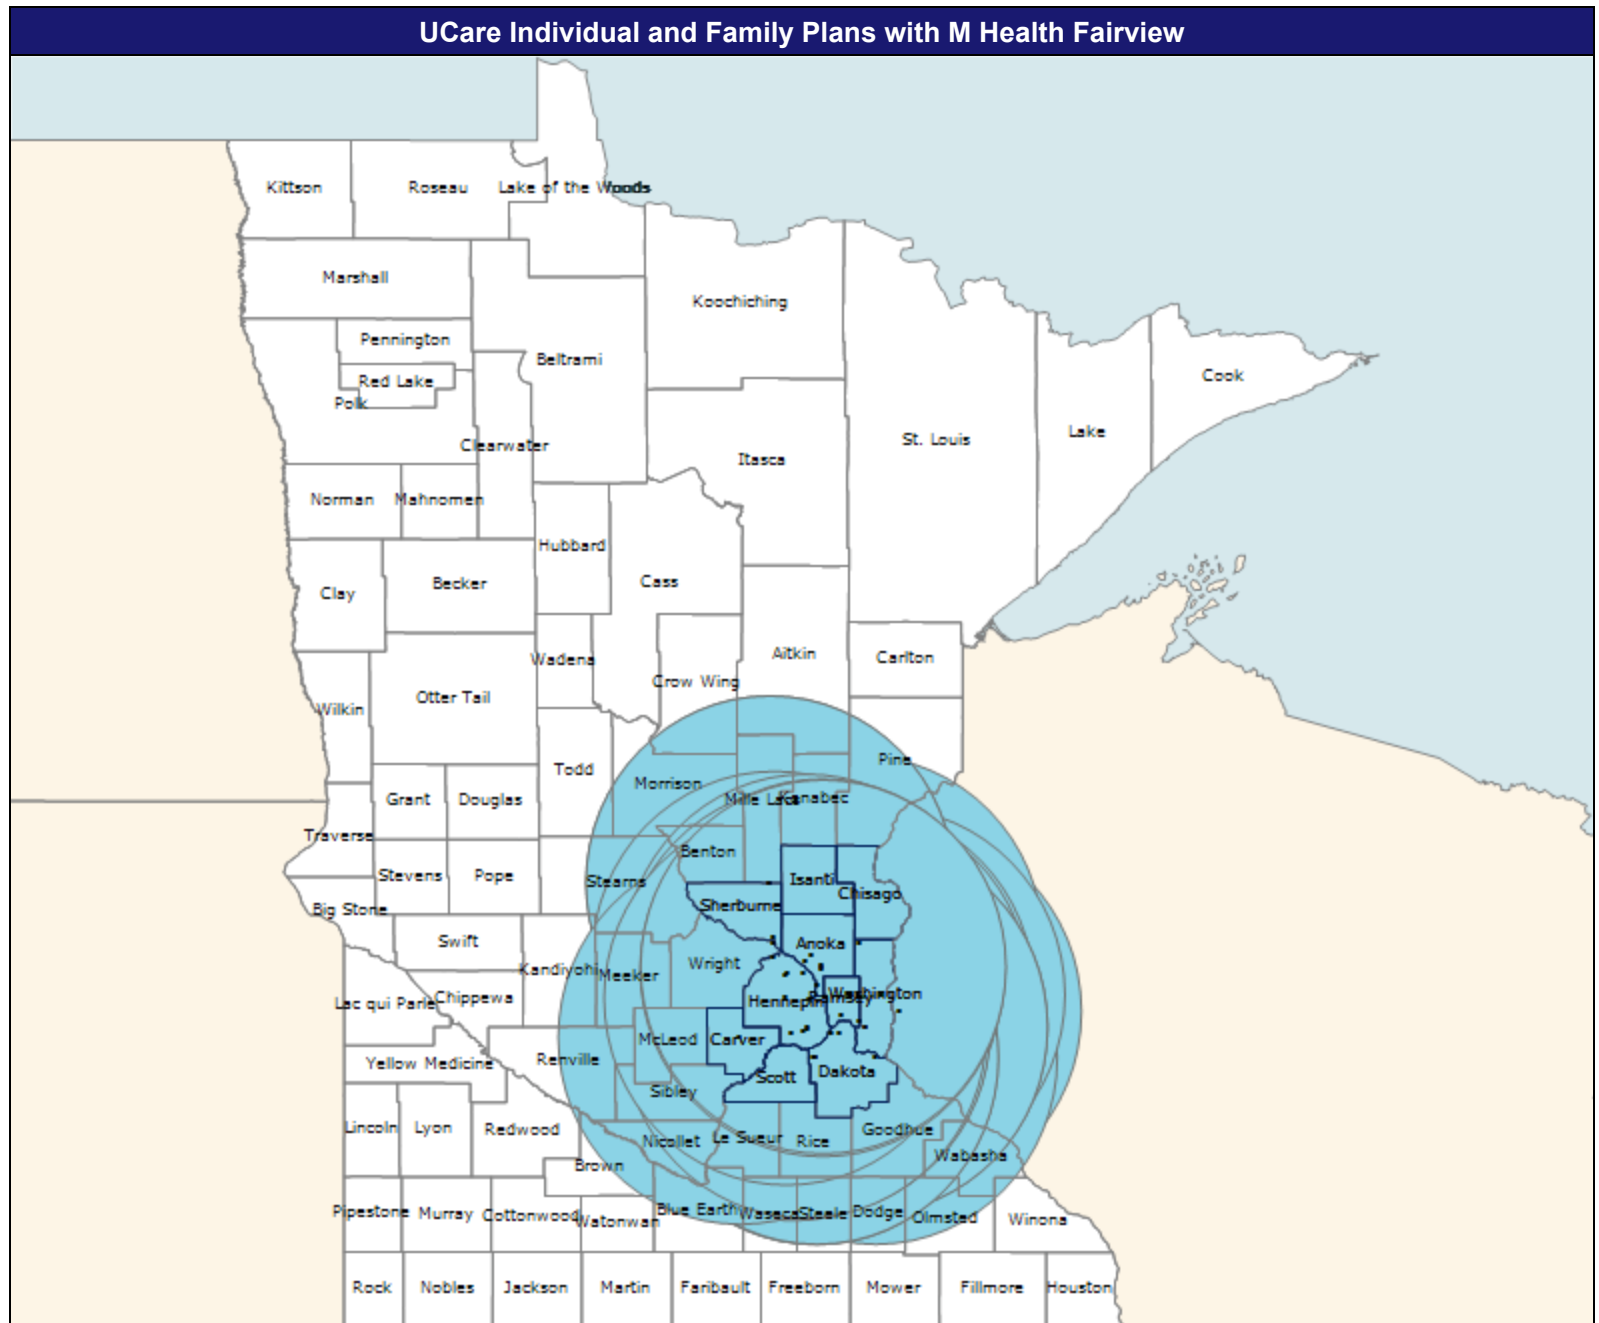 UCare Individual and Family Plans with M Health Fairview
Kittson
Roseau
Lake of the Woods
Marshall
Koochiching
Pennington
Beltrami
Red Lake
Cook
Polk
Lake
St. Louis
Clearwater
Itasca
Norman
Mahnomen
Hubbard
Cass
Becker
Clay
Aitkin
Carlton
Wadena
Crow Wing
Otter Tail
Wilkin
Pine
Todd
Morrison
Grant
Douglas
Mille Lacs
Kanabec
Traverse
Benton
Stevens
Pope
Stearns
Isanti
Chisago
Big Stone
Sherburne
Swift
Anoka
Wright
Kandiyohi
Meeker
Washington
Chippewa
Lac qui Parle
Hennepin
Ramsey
McLeod
Carver
Renville
Yellow Medicine
Dakota
Scott
Sibley
Lincoln
Lyon
Redwood
Goodhue
Nicollet
Le Sueur
Rice
Wabasha
Brown
Pipestone
Murray
Cottonwood
Watonwan
Blue Earth
Waseca
Steele
Dodge
Olmsted
Winona
Rock
Nobles
Jackson
Martin
Faribault
Freeborn
Mower
Fillmore
Houston